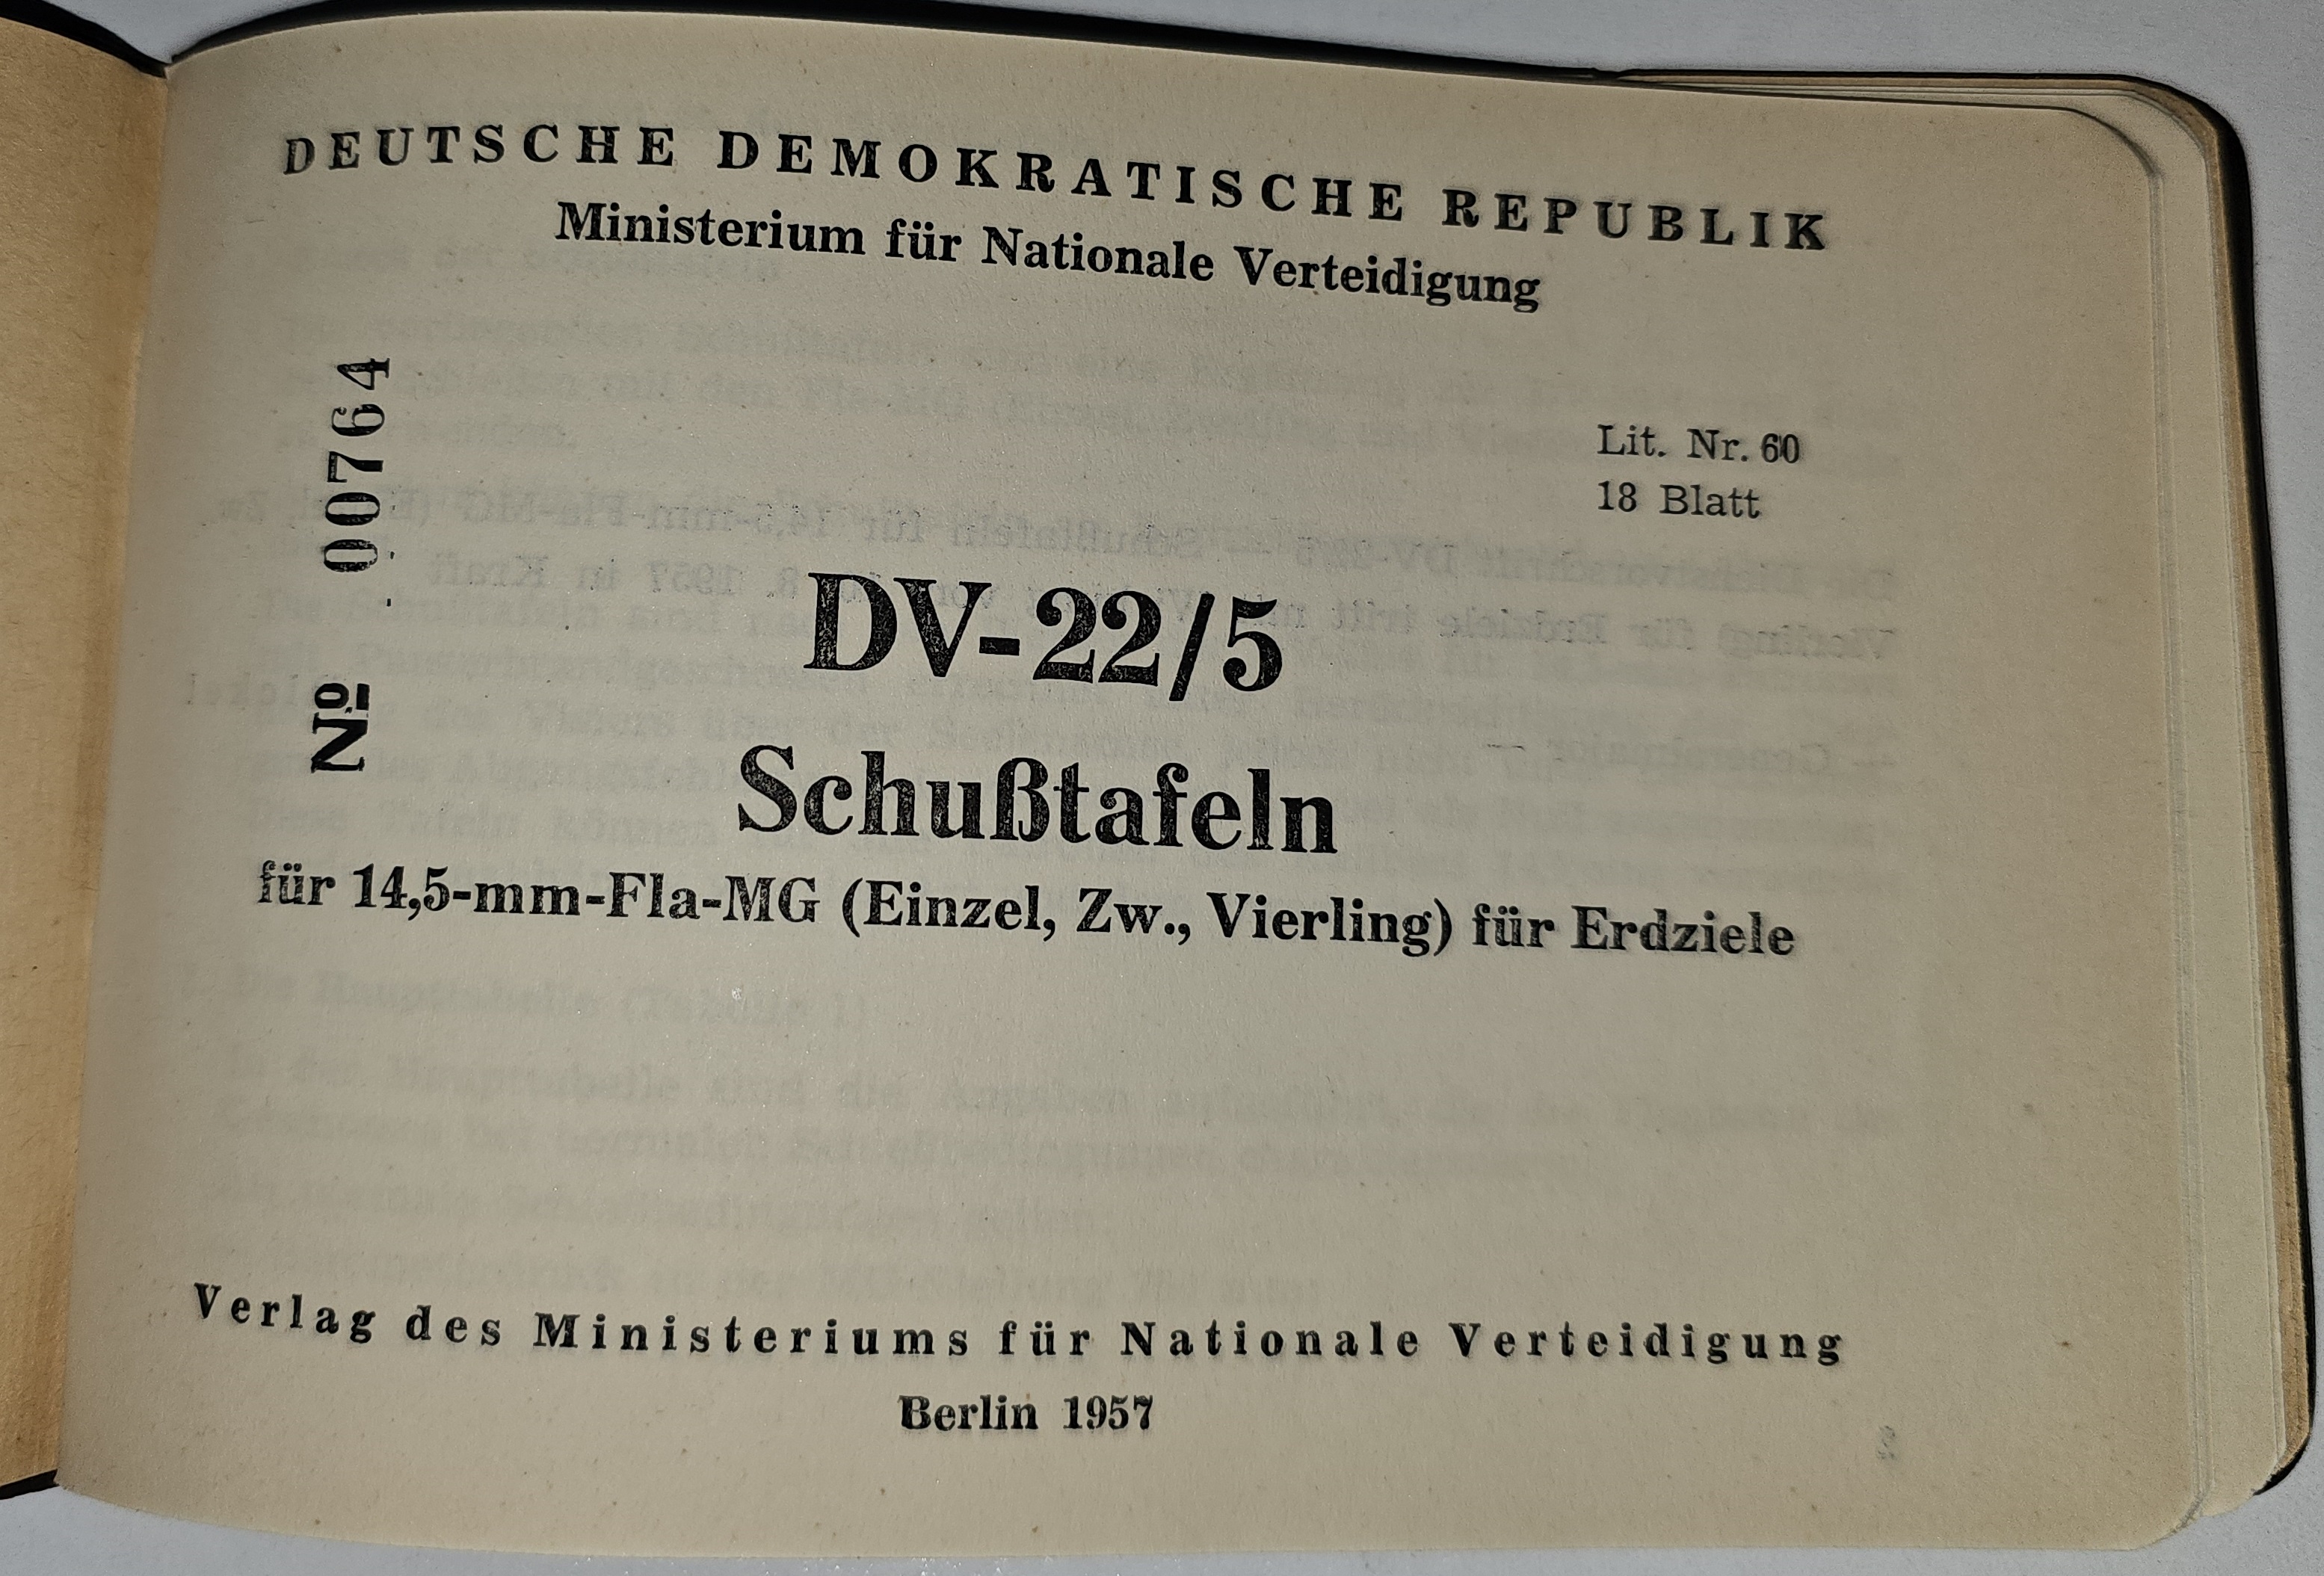 DEUTSCHE DEMOKRATISCHE REPUBLIK
Ministerium für Nationale Verteidigung
№ 00764
Lit. Nr. 60
18 Blatt
DV-22/5
Schußtafeln
für 14,5-mm-Fla-MG (Einzel, Zw., Vierling) für Erdziele
Verlag des Ministeriums für Nationale Verteidigung
Berlin 1957